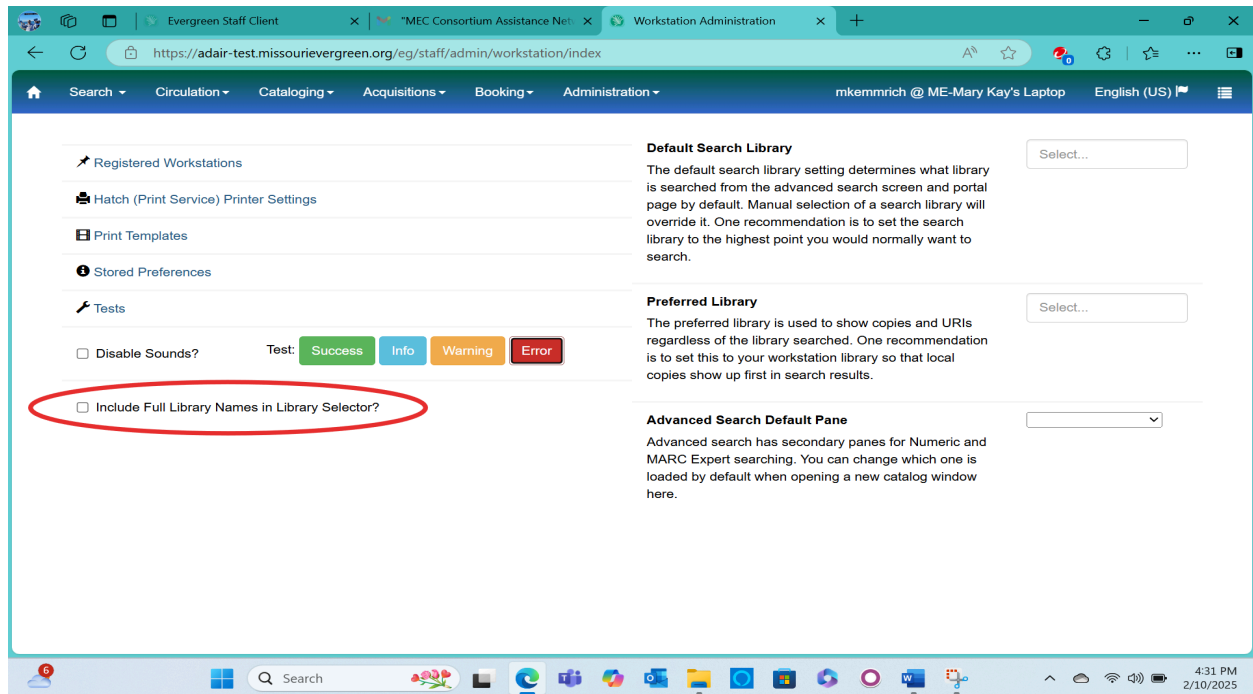 Evergreen Staff Client
"MEC Consortium Assistance Net
Workstation Administration
https://adair-test.missourievergreen.org/eg/staff/admin/workstation/index
0
Search Circulation Cataloging Acquisitions Booking Administration mkemmrich @ ME-Mary Kay's Laptop English (US)
Registered Workstations
Hatch (Print Service) Printer Settings
Print Templates
Stored Preferences
Tests
Disable Sounds? Test: Success Info Warning Error
Include Full Library Names in Library Selector?
Default Search Library
Select...
The default search library setting determines what library
is searched from the advanced search screen and portal
page by default. Manual selection of a search library will
override it. One recommendation is to set the search
library to the highest point you would normally want to
search.
Preferred Library
Select...
The preferred library is used to show copies and URIs
regardless of the library searched. One recommendation
is to set this to your workstation library so that local
copies show up first in search results.
Advanced Search Default Pane
Advanced search has secondary panes for Numeric and
MARC Expert searching. You can change which one is
loaded by default when opening a new catalog window
here.
6
Search
4:31 PM
2/10/2025